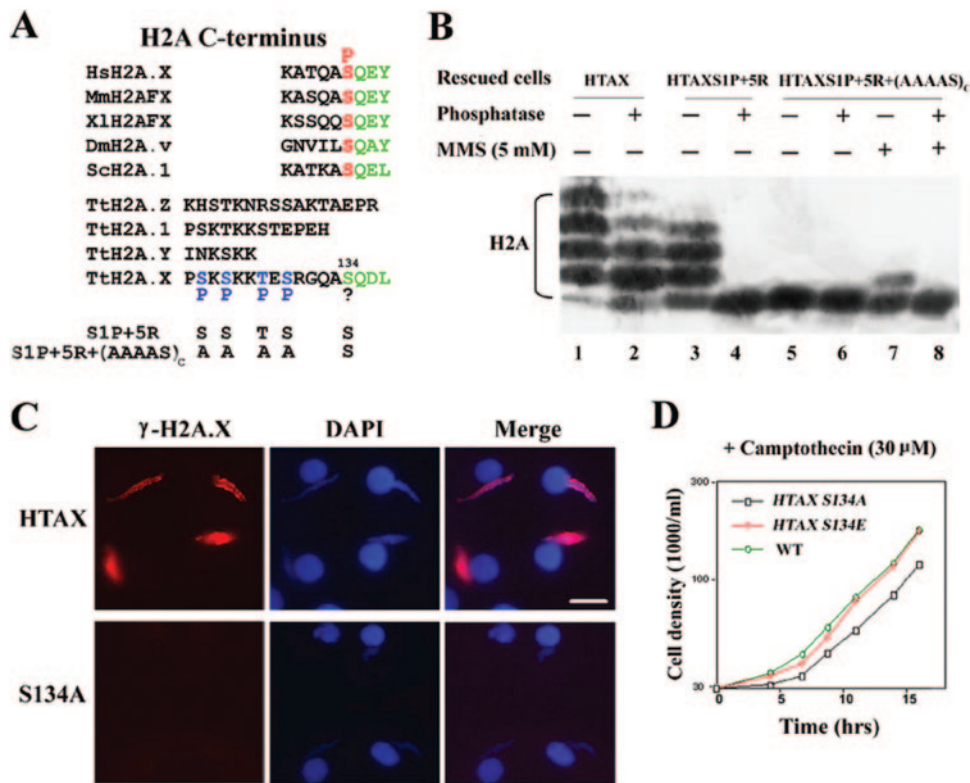 A
H2A C-terminus
P
HsH2A.X KATQASQEY
MmH2AFX KASQASQEY
XlH2AFX KSSQQSQEY
DmH2A.v GNVILSQAY
ScH2A.1 KATKASQEL
TtH2A.Z KHSTKNRSSAKTAEPR
TtH2A.1 PSKTKKSTEPEH
TtH2A.Y INKSKK
134
TtH2A.X PSKSKKTESRGQASQDL
P P P P ?
S1P+5R S S T S S
S1P+5R+(AAAAS)c A A A A S
B
Rescued cells HTAX HTAXS1P+5R HTAXS1P+5R+(AAAAS)c
Phosphatase – + – + – + – +
MMS (5 mM) – – – – – – + +
H2A
1 2 3 4 5 6 7 8
C
γ-H2A.X DAPI Merge
HTAX
S134A
D
+ Camptothecin (30 μM)
300
100
30
Cell density (1000/ml)
HTAX S134A
HTAX S134E
WT
0 5 10 15
Time (hrs)